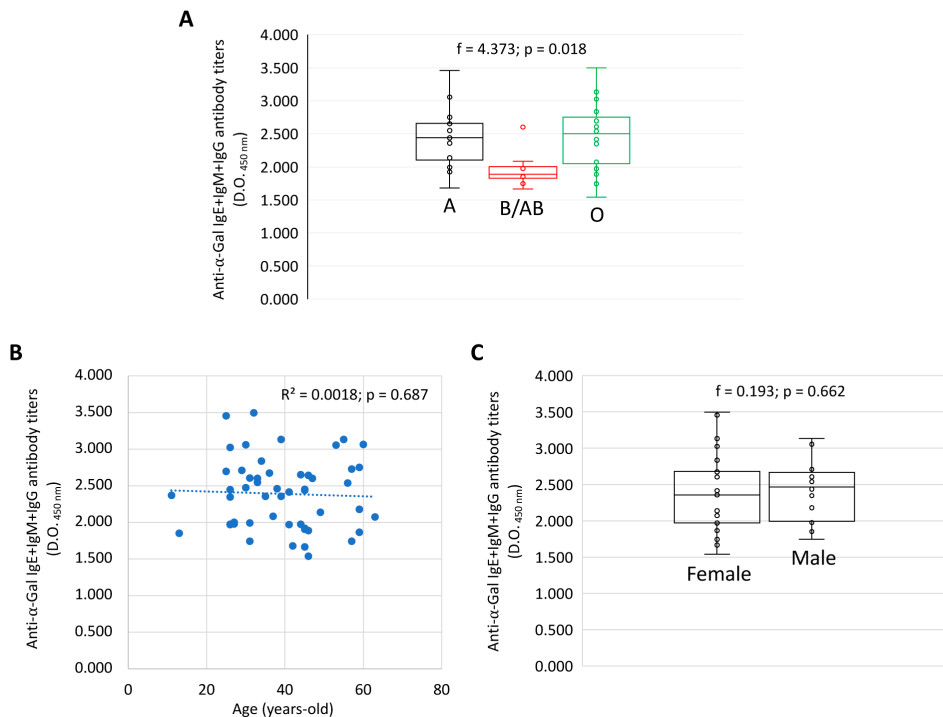 A
Anti-α-Gal IgE+IgM+IgG antibody titers
(D.O. 450 nm)
4.000
3.500
3.000
2.500
2.000
1.500
1.000
0.500
0.000
f = 4.373; p = 0.018
A
B/AB
O
B
Anti-α-Gal IgE+IgM+IgG antibody titers
(D.O. 450 nm)
4.000
3.500
3.000
2.500
2.000
1.500
1.000
0.500
0.000
R² = 0.0018; p = 0.687
0 20 40 60 80
Age (years-old)
C
Anti-α-Gal IgE+IgM+IgG antibody titers
(D.O. 450 nm)
4.000
3.500
3.000
2.500
2.000
1.500
1.000
0.500
0.000
f = 0.193; p = 0.662
Female
Male